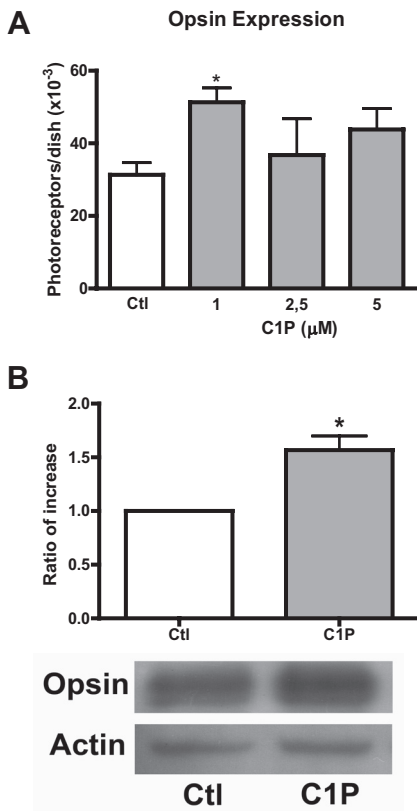 A
Opsin Expression
Photoreceptors/dish (x10⁻³)
60
40
20
0
*
Ctl 1 2,5 5
C1P (μM)
B
Ratio of increase
2.0
1.5
1.0
0.5
0.0
*
Ctl C1P
Opsin
Actin
Ctl C1P